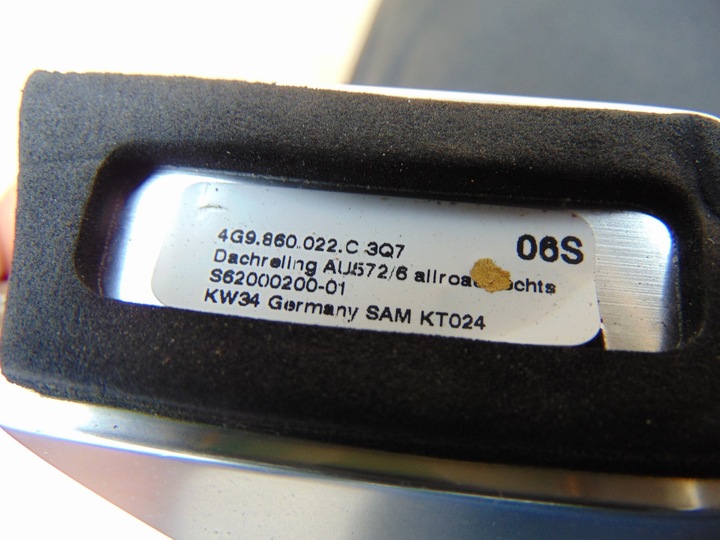 4G9.860.022.C 3Q7 06S
Dachreling AU572/6
S62000200-01
KW34 Germany SAM KT024